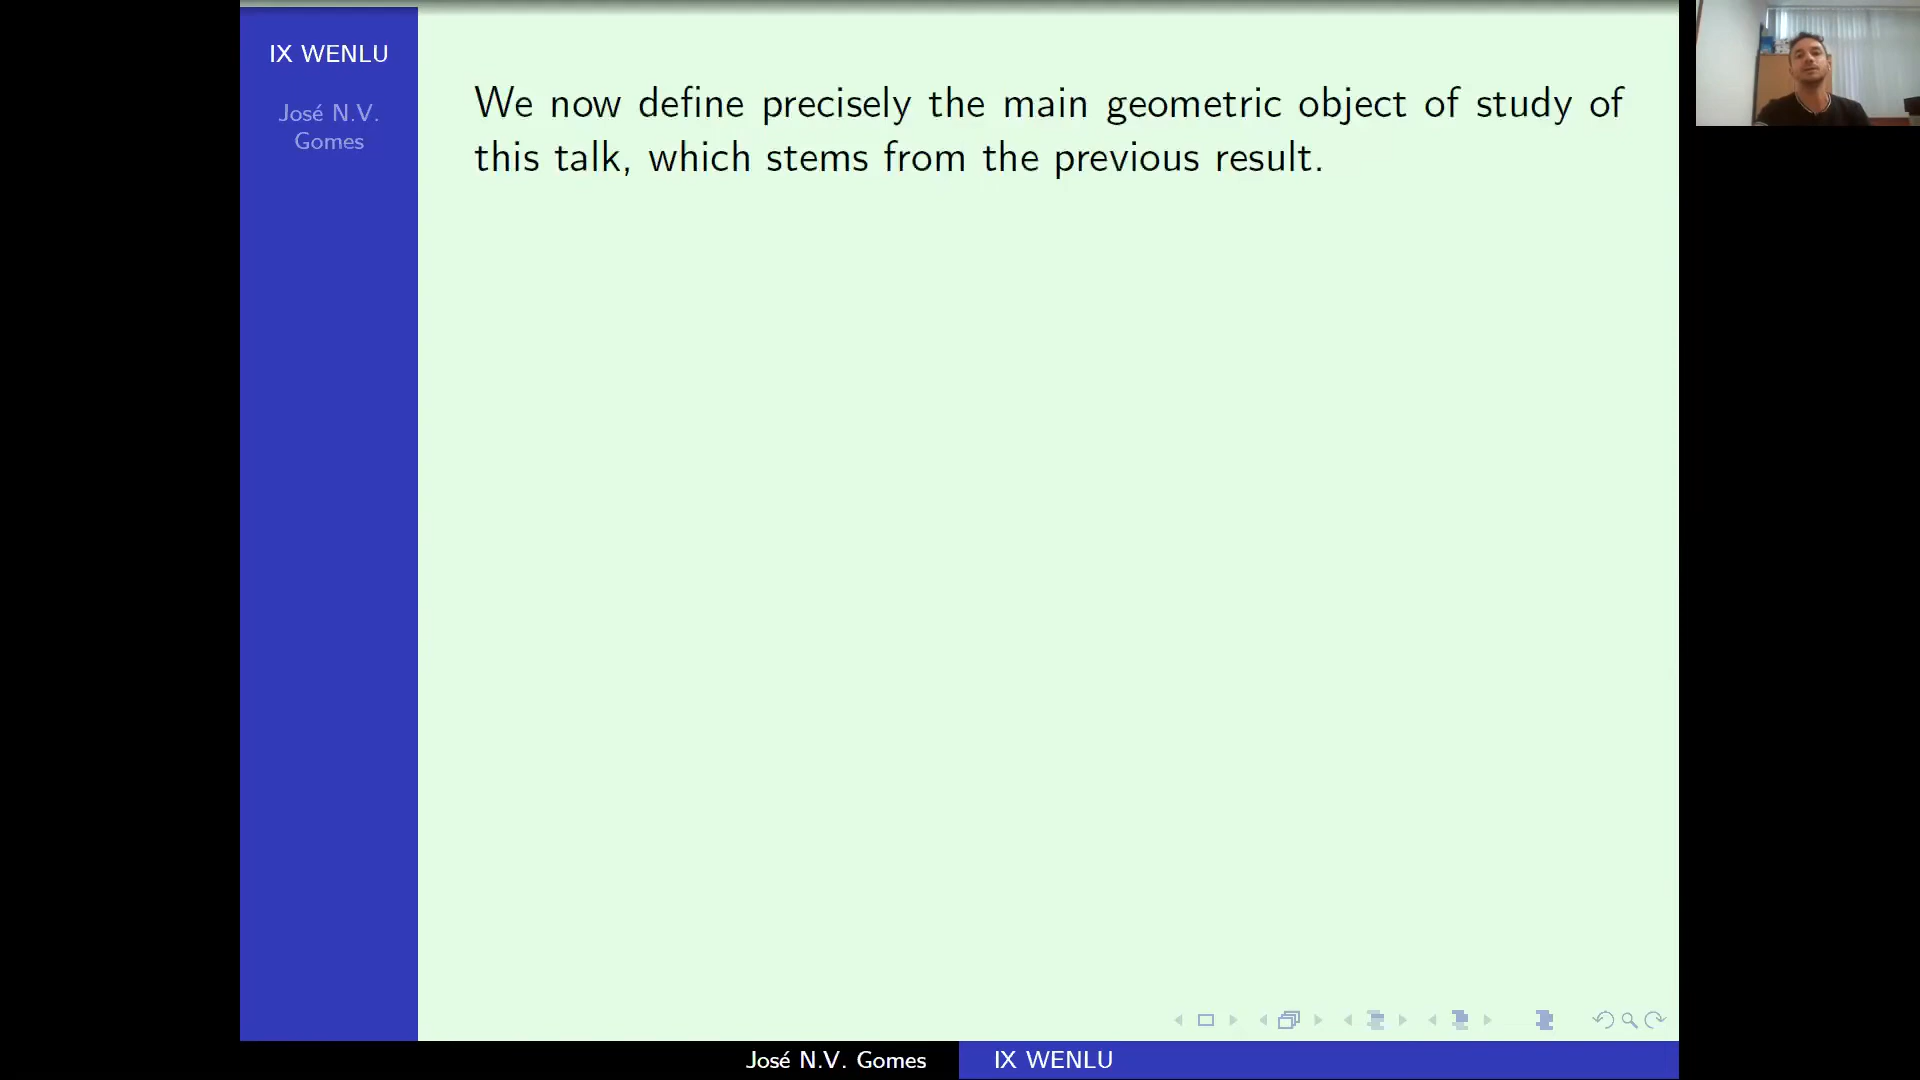 IX WENLU
José N.V.
Gomes
We now define precisely the main geometric object of study of
this talk, which stems from the previous result.
José N.V. Gomes
IX WENLU